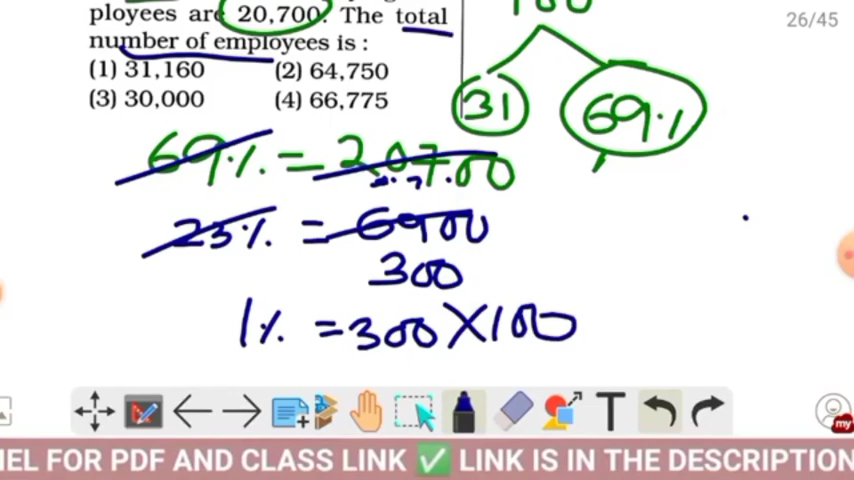 26/45
ployees are 20,700. The total
number of employees is :
(1) 31,160 (2) 64,750
(3) 30,000 (4) 66,775
31 69%
69% = 20700
23% = 6900
300
1% = 300 × 100
T
my
NEL FOR PDF AND CLASS LINK ✅ LINK IS IN THE DESCRIPTION